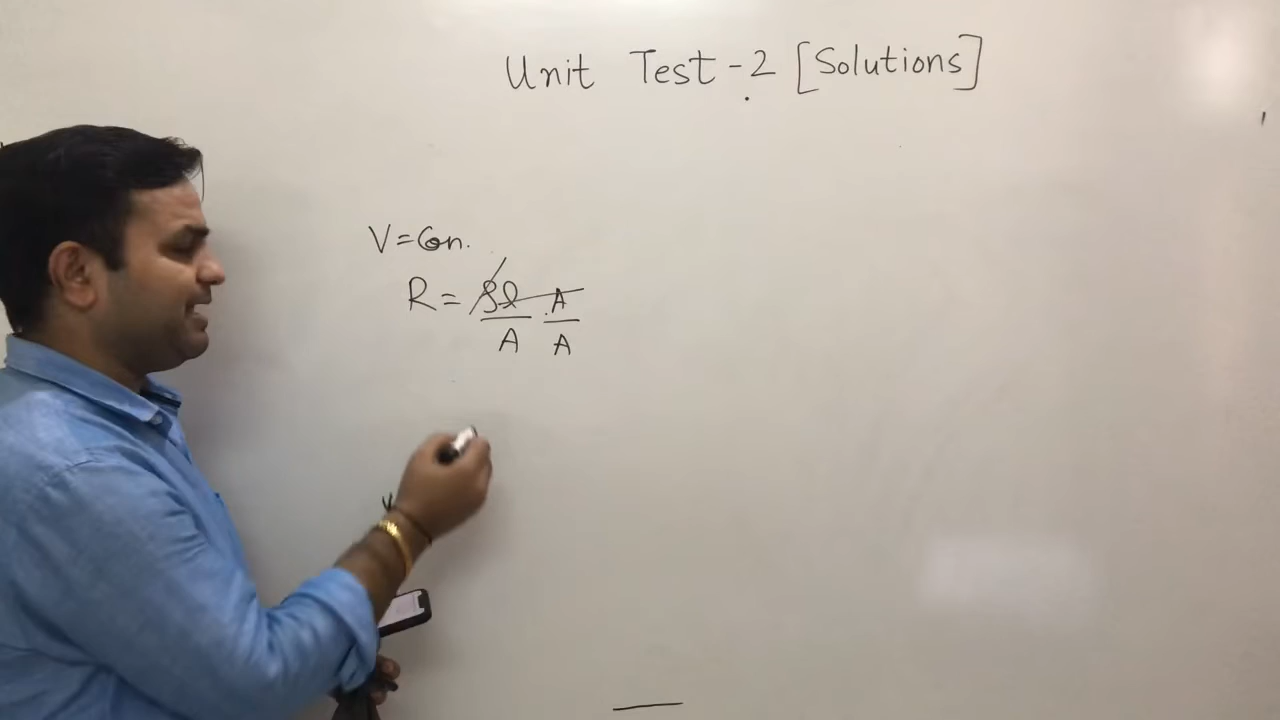 Unit Test-2 [Solutions]
V=Con.
R = ρl/A A/A